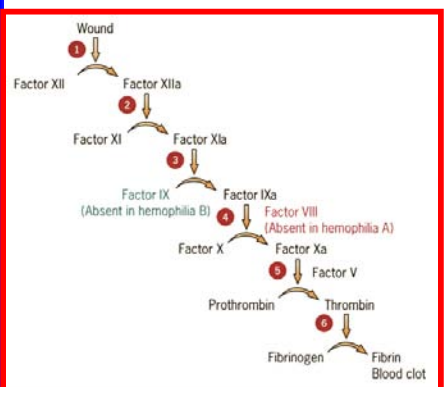 Wound
1
Factor XII
Factor XIIa
2
Factor XI
Factor XIa
3
Factor IX
(Absent in hemophilia B)
Factor IXa
4
Factor VIII
(Absent in hemophilia A)
Factor X
Factor Xa
5
Factor V
Prothrombin
Thrombin
6
Fibrinogen
Fibrin
Blood clot